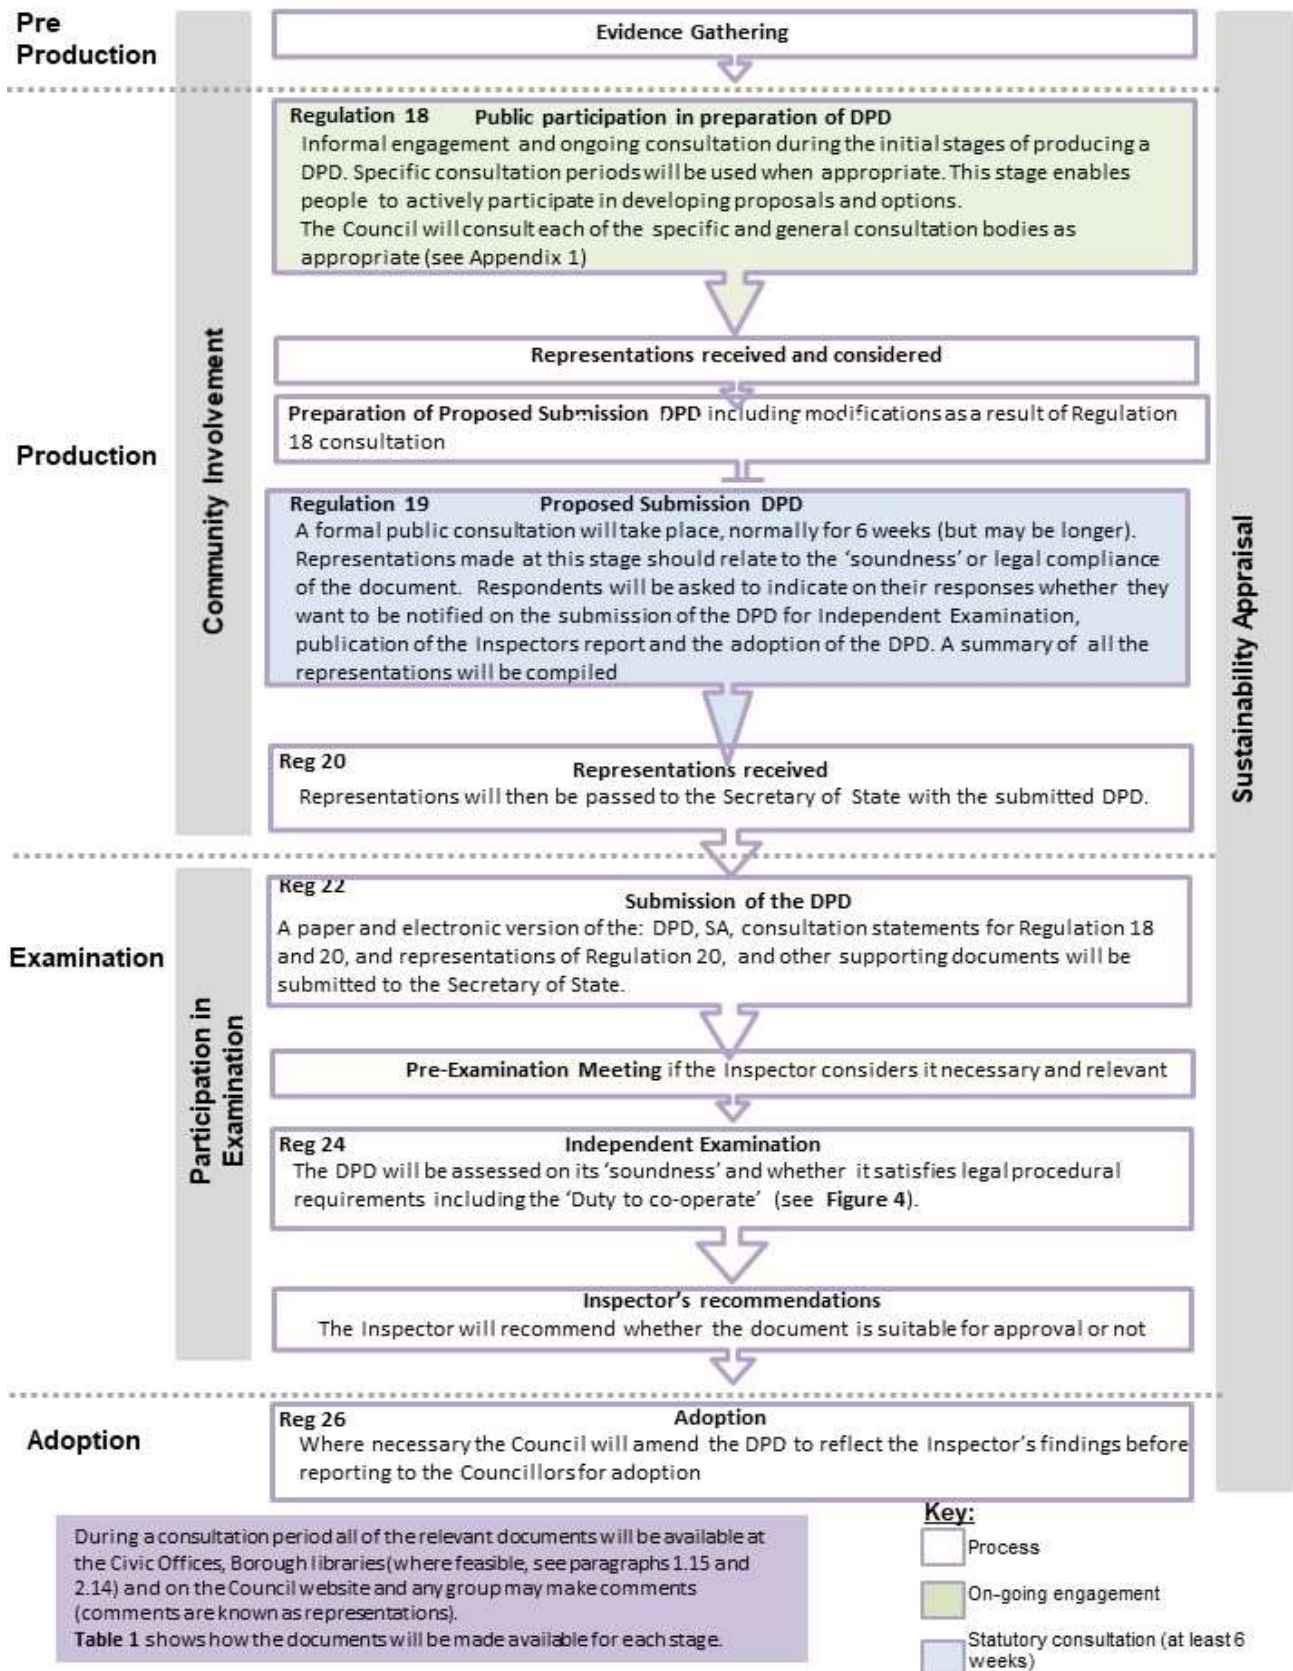 Pre
Production
Evidence Gathering
Regulation 18 Public participation in preparation of DPD
Informal engagement and ongoing consultation during the initial stages of producing a
DPD. Specific consultation periods will be used when appropriate. This stage enables
people to actively participate in developing proposals and options.
The Council will consult each of the specific and general consultation bodies as
appropriate (see Appendix 1)
Community Involvement
Representations received and considered
Production
Preparation of Proposed Submission DPD including modifications as a result of Regulation
18 consultation
Regulation 19 Proposed Submission DPD
A formal public consultation will take place, normally for 6 weeks (but may be longer).
Representations made at this stage should relate to the ‘soundness’ or legal compliance
of the document. Respondents will be asked to indicate on their responses whether they
want to be notified on the submission of the DPD for Independent Examination,
publication of the Inspectors report and the adoption of the DPD. A summary of all the
representations will be compiled
Sustainability Appraisal
Reg 20
Representations received
Representations will then be passed to the Secretary of State with the submitted DPD.
Examination
Participation in
Examination
Reg 22
Submission of the DPD
A paper and electronic version of the: DPD, SA, consultation statements for Regulation 18
and 20, and representations of Regulation 20, and other supporting documents will be
submitted to the Secretary of State.
Pre-Examination Meeting if the Inspector considers it necessary and relevant
Reg 24 Independent Examination
The DPD will be assessed on its ‘soundness’ and whether it satisfies legal procedural
requirements including the ‘Duty to co-operate’ (see Figure 4).
Inspector’s recommendations
The Inspector will recommend whether the document is suitable for approval or not
Adoption
Reg 26 Adoption
Where necessary the Council will amend the DPD to reflect the Inspector’s findings before
reporting to the Councillors for adoption
During a consultation period all of the relevant documents will be available at
the Civic Offices, Borough libraries (where feasible, see paragraphs 1.15 and
2.14) and on the Council website and any group may make comments
(comments are known as representations).
Table 1 shows how the documents will be made available for each stage.
Key:
Process
On-going engagement
Statutory consultation (at least 6
weeks)